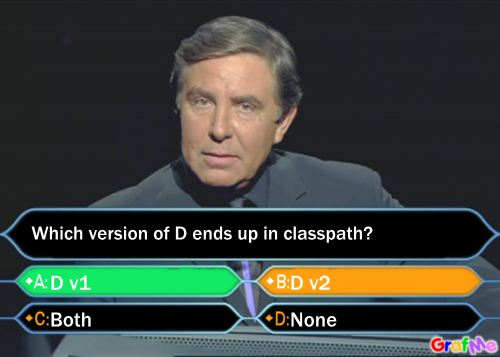 Which version of D ends up in classpath?
A: D v1
B: D v2
C: Both
D: None
GrafMe